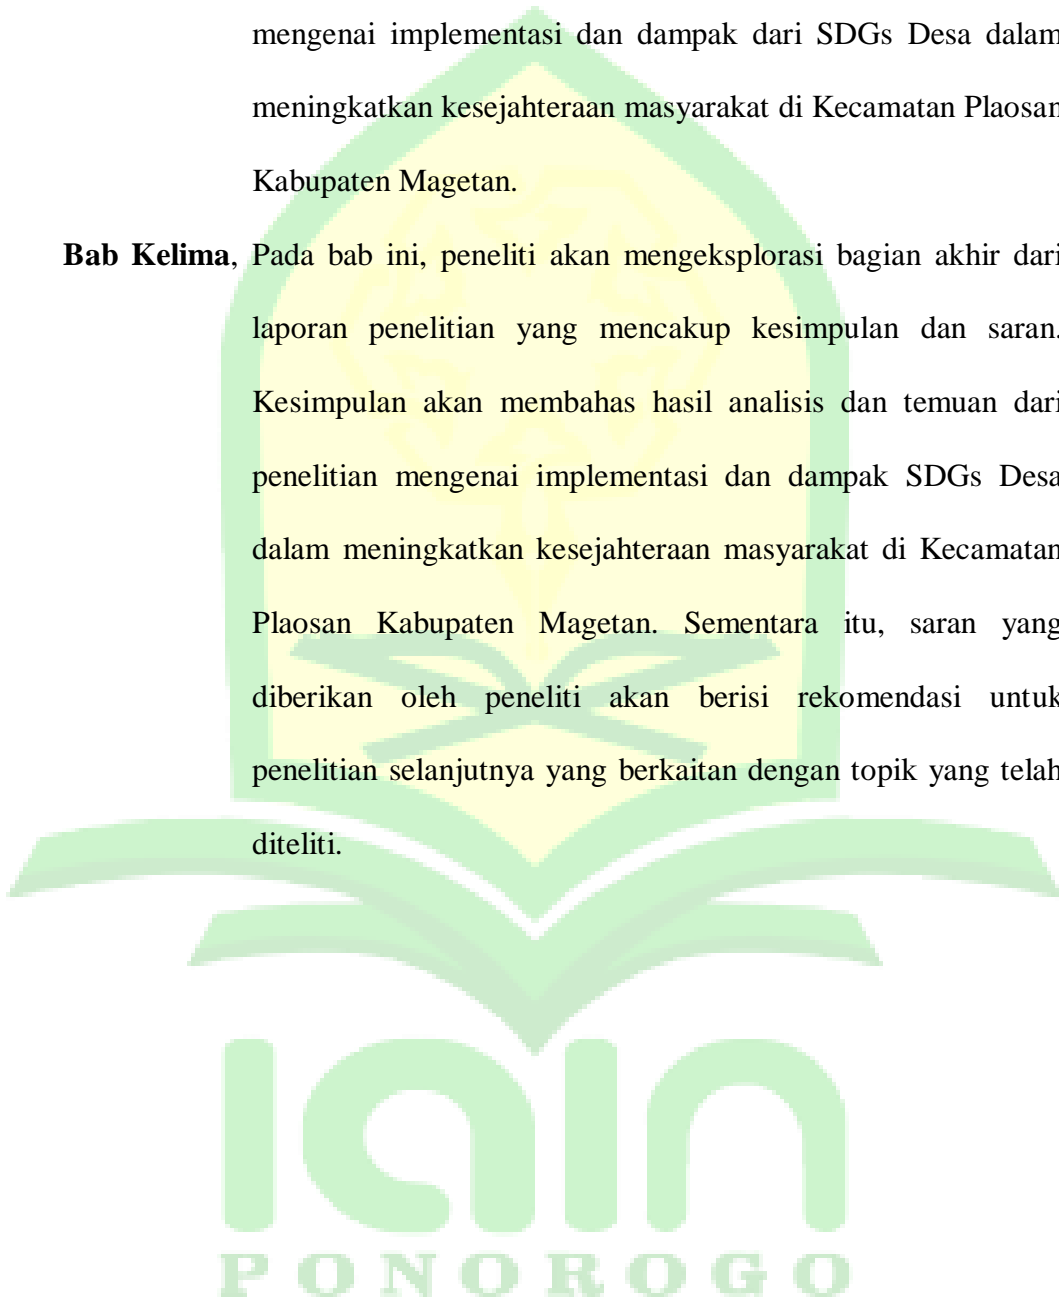 mengenai implementasi dan dampak dari SDGs Desa dalam
meningkatkan kesejahteraan masyarakat di Kecamatan Plaosan
Kabupaten Magetan.
Bab Kelima, Pada bab ini, peneliti akan mengeksplorasi bagian akhir dari
laporan penelitian yang mencakup kesimpulan dan saran.
Kesimpulan akan membahas hasil analisis dan temuan dari
penelitian mengenai implementasi dan dampak SDGs Desa
dalam meningkatkan kesejahteraan masyarakat di Kecamatan
Plaosan Kabupaten Magetan. Sementara itu, saran yang
diberikan oleh peneliti akan berisi rekomendasi untuk
penelitian selanjutnya yang berkaitan dengan topik yang telah
diteliti.
iain
PONOROGO